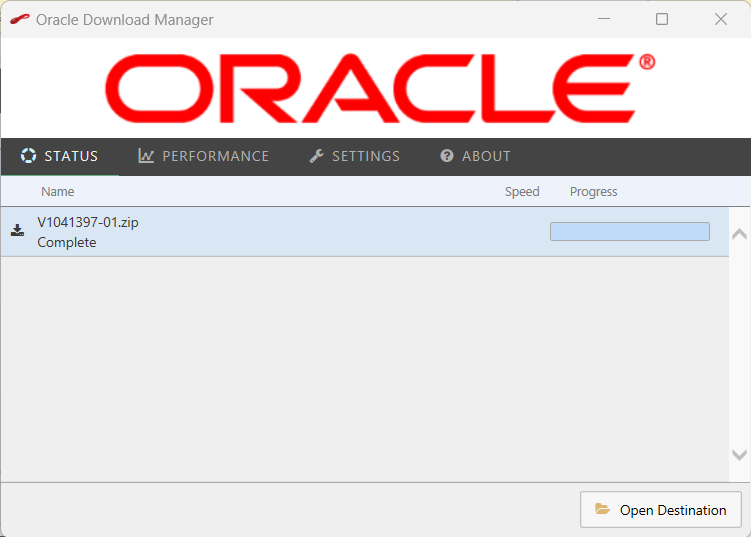 Oracle Download Manager
ORACLE®
STATUS PERFORMANCE SETTINGS ABOUT
Name Speed Progress
V1041397-01.zip
Complete
Open Destination